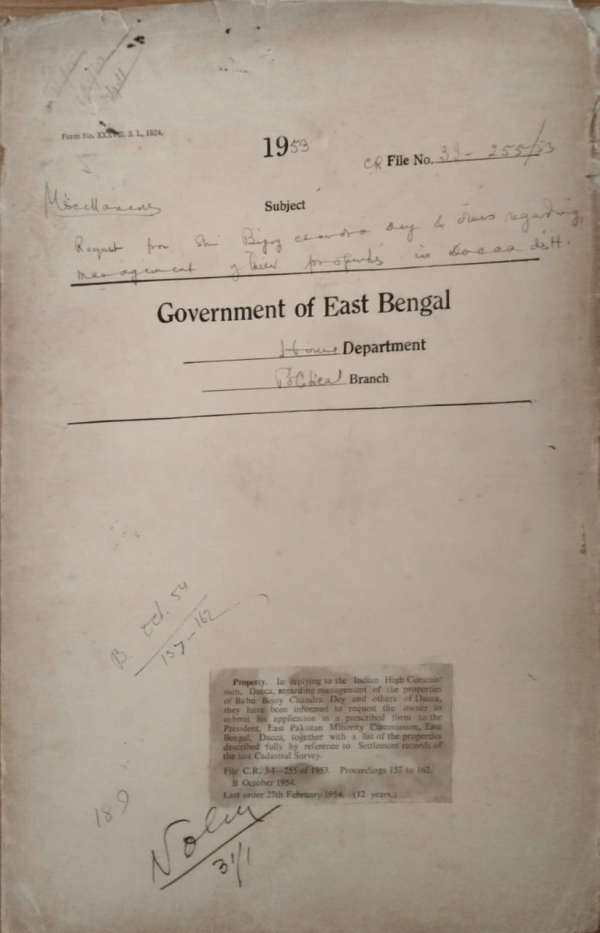 Form No. XXXVII. S. I., 1924.
1953
CR File No. 3I- 255/53
Miscellaneous
Subject
Request from Shri Bejoy chandra Dey & others regarding
management of their properties in Dacca distt.
Government of East Bengal
Home Department
Political Branch
B. Oct. 54
157-162
Property. In replying to the Indian High Commis-
sion, Dacca, regarding management of the properties
of Babu Bejoy Chandra Dey and others of Dacca,
they have been informed to request the owner to
submit his application in a prescribed form to the
President, East Pakistan Minority Commission, East
Bengal, Dacca, together with a list of the properties
described fully by reference to Settlement records of
the last Cadastral Survey.
File C.R. 3-I—255 of 1953. Proceedings 157 to 162.
B October 1954.
Last order 27th February 1954. (12 years.)
189
31/1